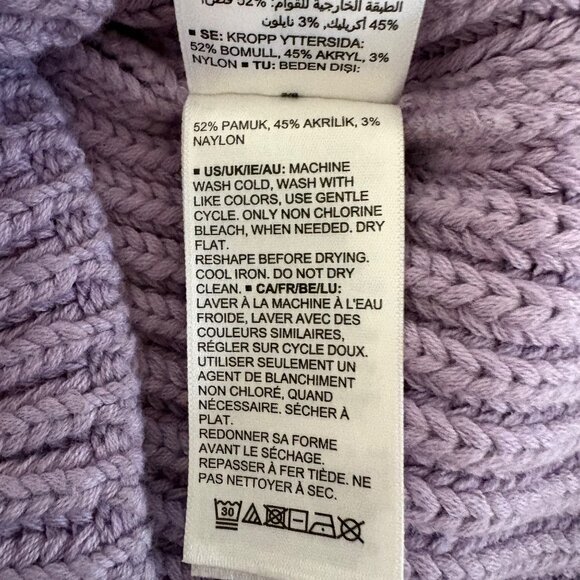 الطبقة الخارجية للقوام: 52% قطن،
45% أكريليك, 3% نايلون
■ SE: KROPP YTTERSIDA:
52% BOMULL, 45% AKRYL, 3%
NYLON ■ TU: BEDEN DIŞI:
52% PAMUK, 45% AKRİLİK, 3%
NAYLON
■ US/UK/IE/AU: MACHINE
WASH COLD, WASH WITH
LIKE COLORS, USE GENTLE
CYCLE. ONLY NON CHLORINE
BLEACH, WHEN NEEDED. DRY
FLAT.
RESHAPE BEFORE DRYING.
COOL IRON. DO NOT DRY
CLEAN. ■ CA/FR/BE/LU:
LAVER À LA MACHINE À L'EAU
FROIDE, LAVER AVEC DES
COULEURS SIMILAIRES,
RÉGLER SUR CYCLE DOUX.
UTILISER SEULEMENT UN
AGENT DE BLANCHIMENT
NON CHLORÉ, QUAND
NÉCESSAIRE. SÉCHER À
PLAT.
REDONNER SA FORME
AVANT LE SÉCHAGE.
REPASSER À FER TIÈDE. NE
PAS NETTOYER À SEC.
30